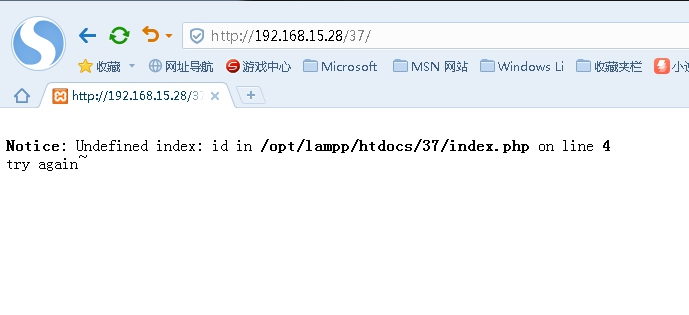 http://192.168.15.28/37/
收藏 网址导航 游戏中心 Microsoft MSN 网站 Windows Li 收藏夹栏
http://192.168.15.28/37
Notice: Undefined index: id in /opt/lampp/htdocs/37/index.php on line 4
try again~